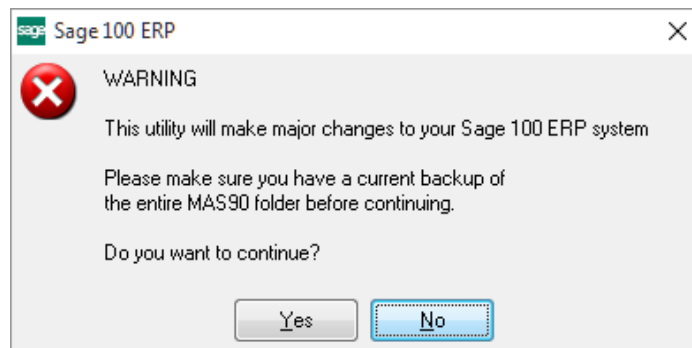 sage Sage 100 ERP
WARNING
This utility will make major changes to your Sage 100 ERP system
Please make sure you have a current backup of
the entire MAS90 folder before continuing.
Do you want to continue?
Yes No